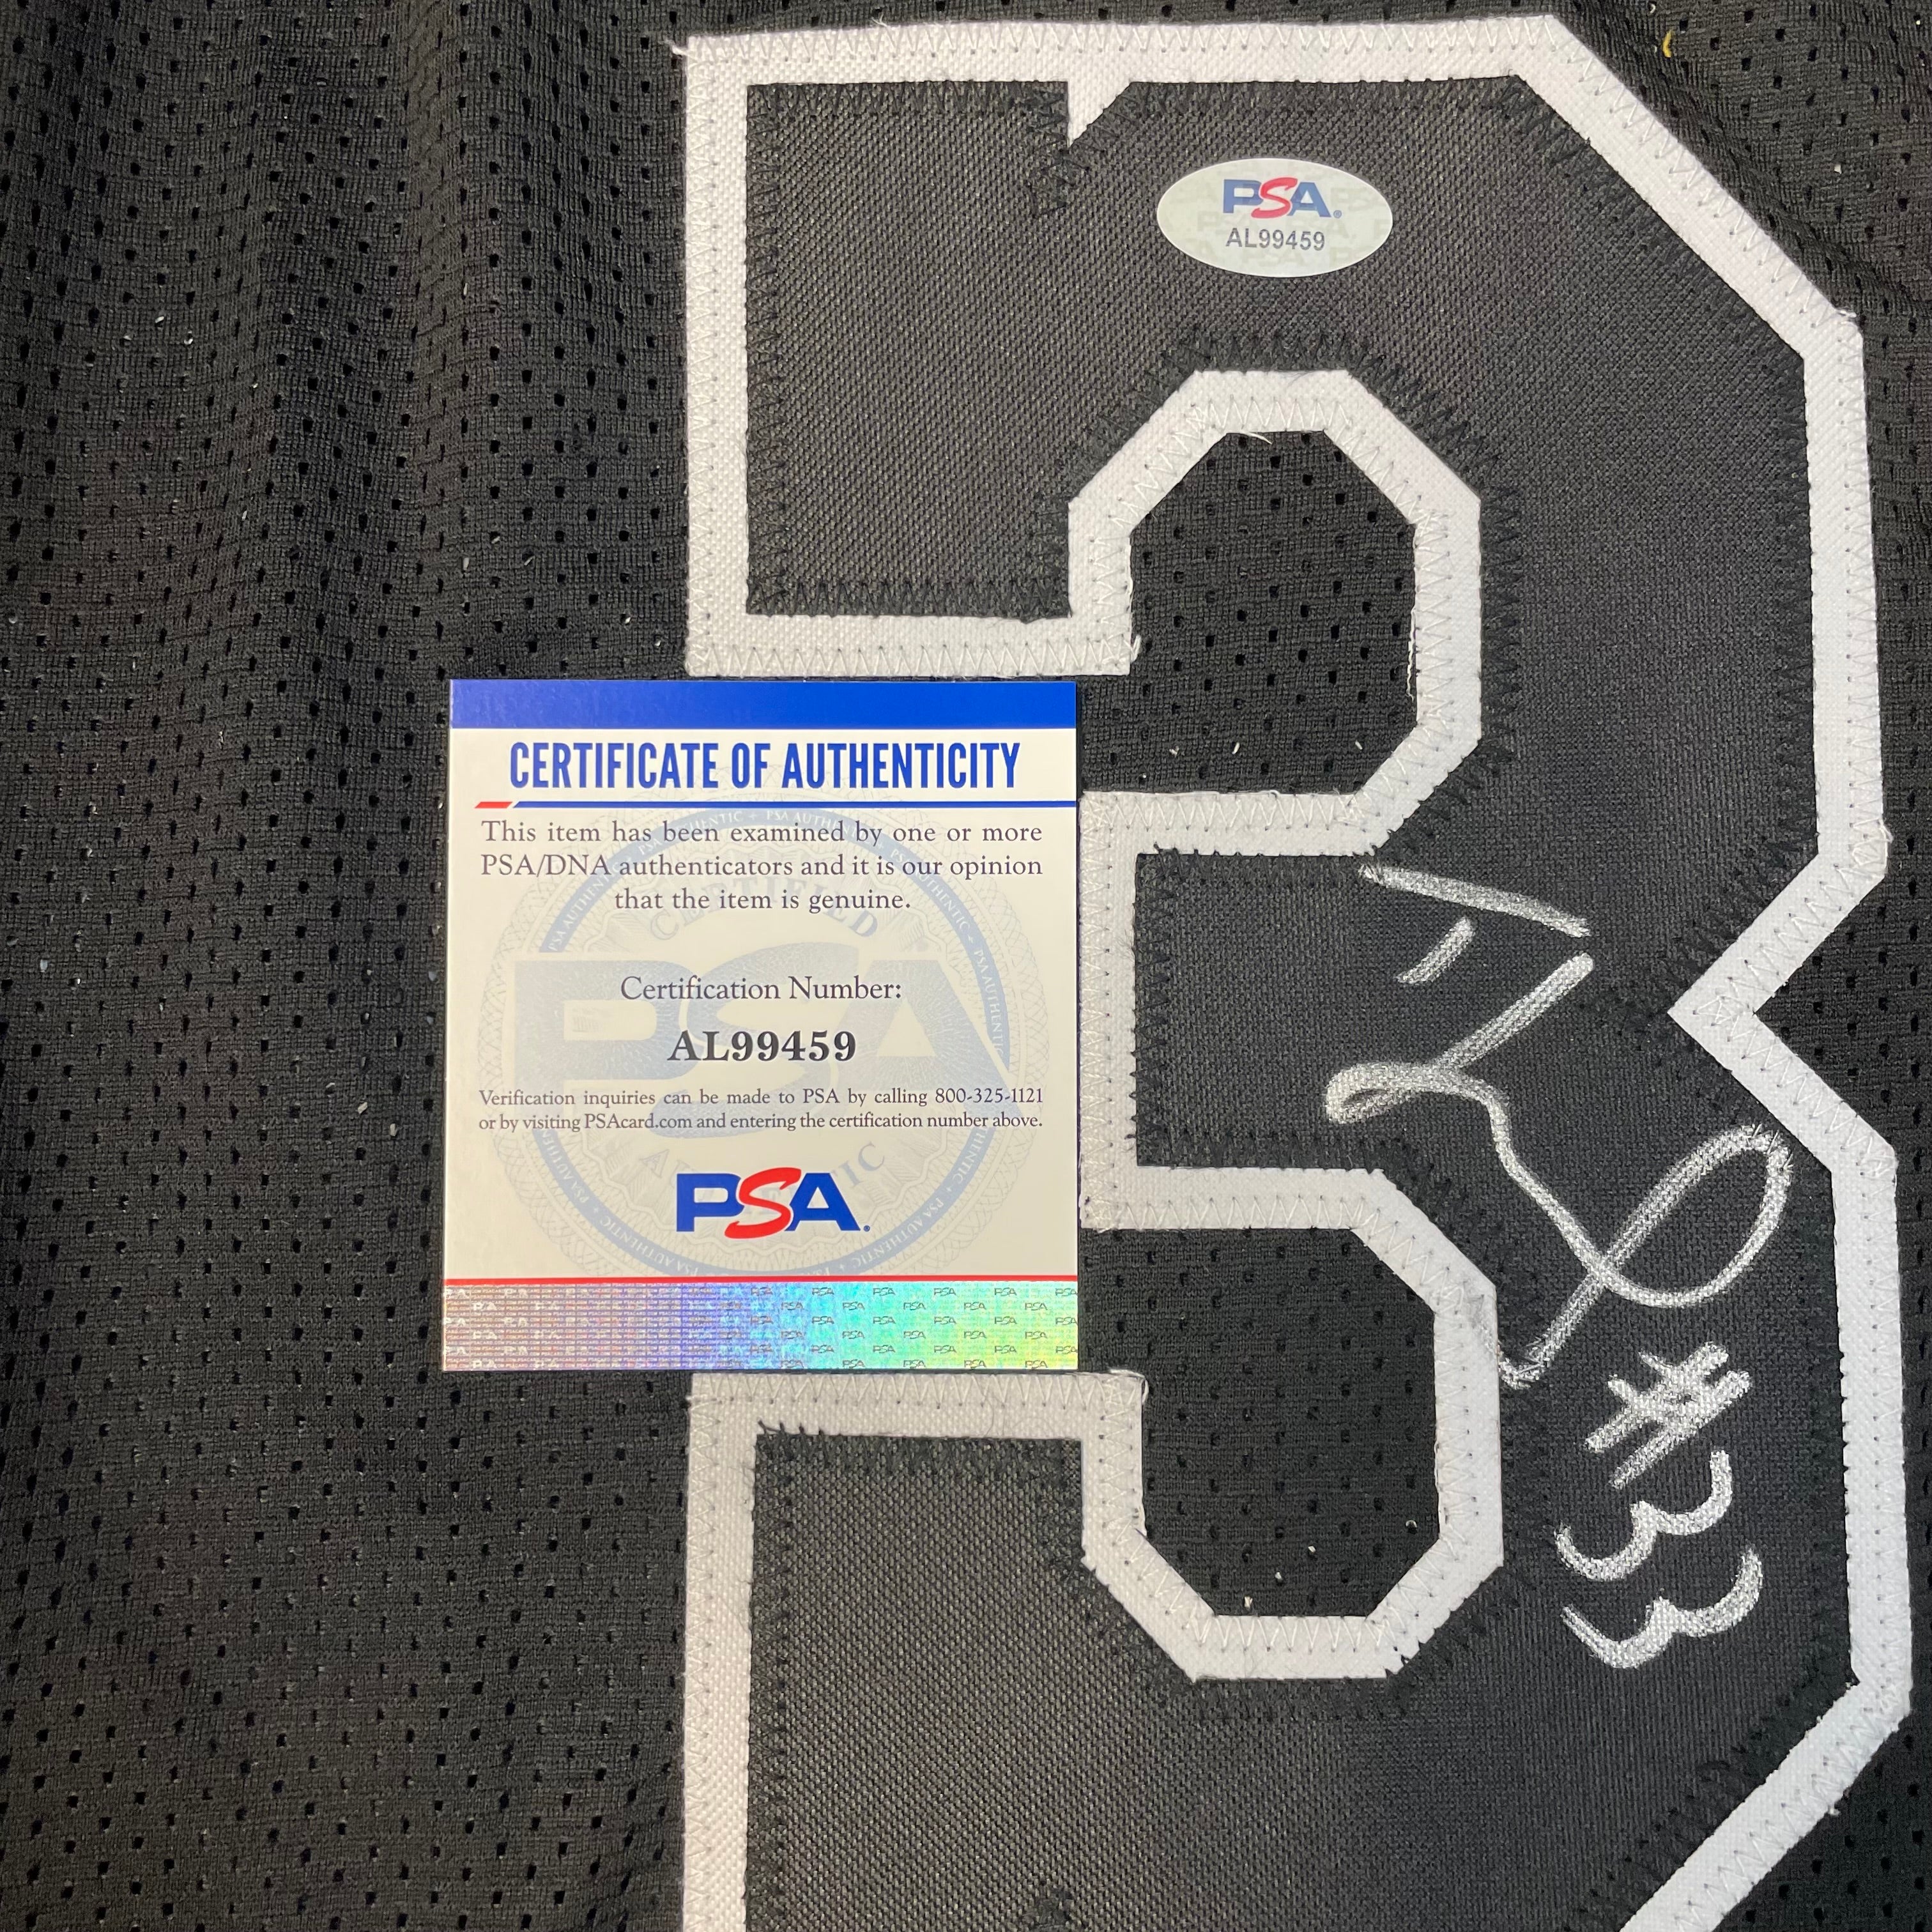 PSA
AL99459
3
CERTIFICATE OF AUTHENTICITY
This item has been examined by one or more
PSA/DNA authenticators and it is our opinion
that the item is genuine.
Certification Number:
AL99459
Verification inquiries can be made to PSA by calling 800-325-1121
or by visiting PSAcard.com and entering the certification number above.
PSA.
#33